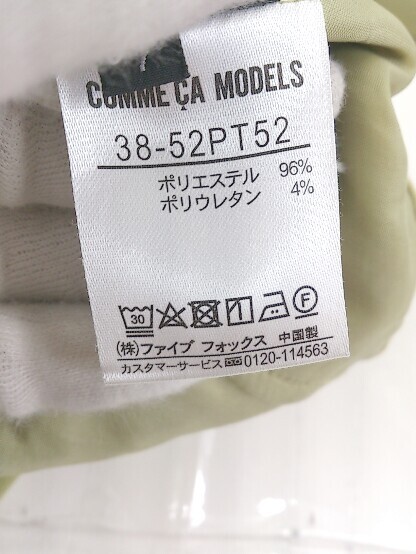 COMME ÇA MODELS
38-52PT52
ポリエステル 96%
ポリウレタン 4%
30 F
(株)ファイブ フォックス 中国製
カスタマーサービス 0120-114563